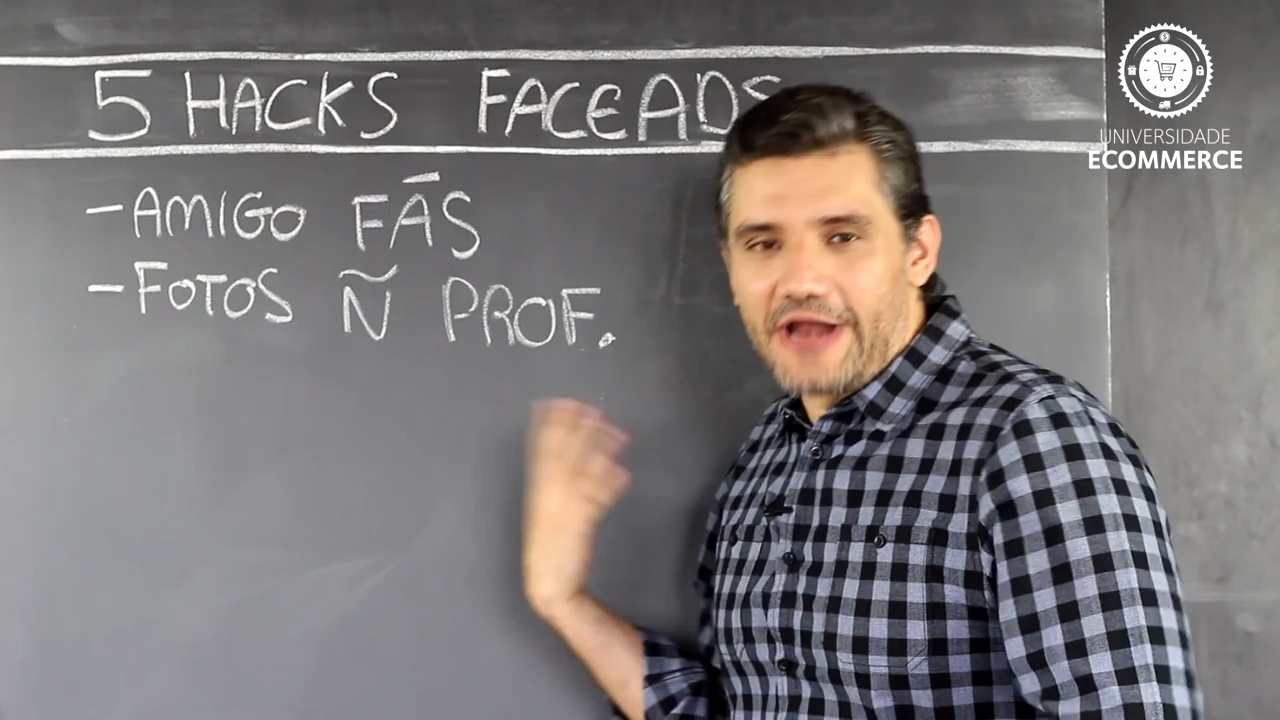 5 HACKS FACEADS
- AMIGO FÃS
- FOTOS Ñ PROF.
UNIVERSIDADE
ECOMMERCE